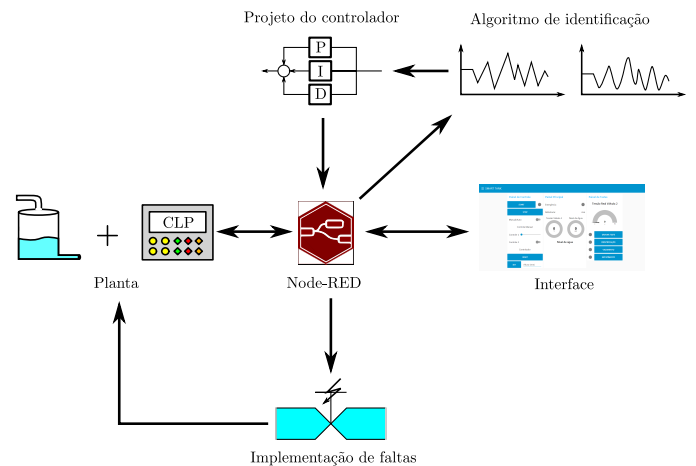 Projeto do controlador
Algoritmo de identificação
P
I
D
CLP
Planta
Node-RED
Interface
Implementação de faltas